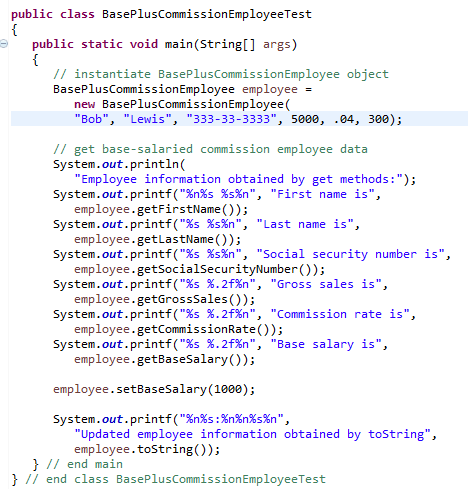 public class BasePlusCommissionEmployeeTest
{
public static void main(String[] args)
{
// instantiate BasePlusCommissionEmployee object
BasePlusCommissionEmployee employee =
new BasePlusCommissionEmployee(
"Bob", "Lewis", "333-33-3333", 5000, .04, 300);
// get base-salaried commission employee data
System.out.println(
"Employee information obtained by get methods:");
System.out.printf("%n%s %s%n", "First name is",
employee.getFirstName());
System.out.printf("%s %s%n", "Last name is",
employee.getLastName());
System.out.printf("%s %s%n", "Social security number is",
employee.getSocialSecurityNumber());
System.out.printf("%s %.2f%n", "Gross sales is",
employee.getGrossSales());
System.out.printf("%s %.2f%n", "Commission rate is",
employee.getCommissionRate());
System.out.printf("%s %.2f%n", "Base salary is",
employee.getBaseSalary());
employee.setBaseSalary(1000);
System.out.printf("%n%s:%n%n%s%n",
"Updated employee information obtained by toString",
employee.toString());
} // end main
} // end class BasePlusCommissionEmployeeTest